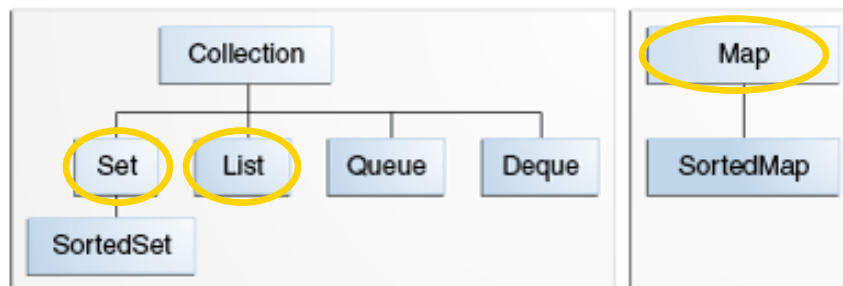 Collection
Map
Set
List
Queue
Deque
SortedMap
SortedSet